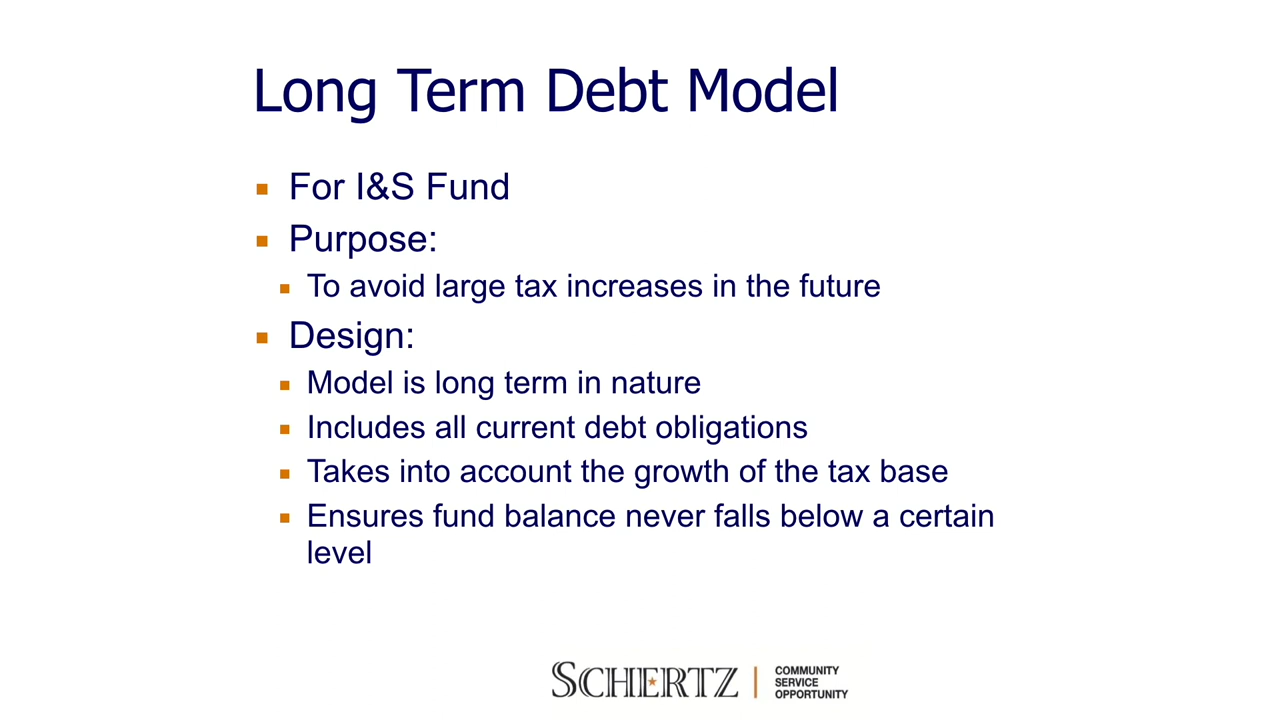 Long Term Debt Model
For I&S Fund
Purpose:
To avoid large tax increases in the future
Design:
Model is long term in nature
Includes all current debt obligations
Takes into account the growth of the tax base
Ensures fund balance never falls below a certain
level
SCHERTZ
COMMUNITY
SERVICE
OPPORTUNITY